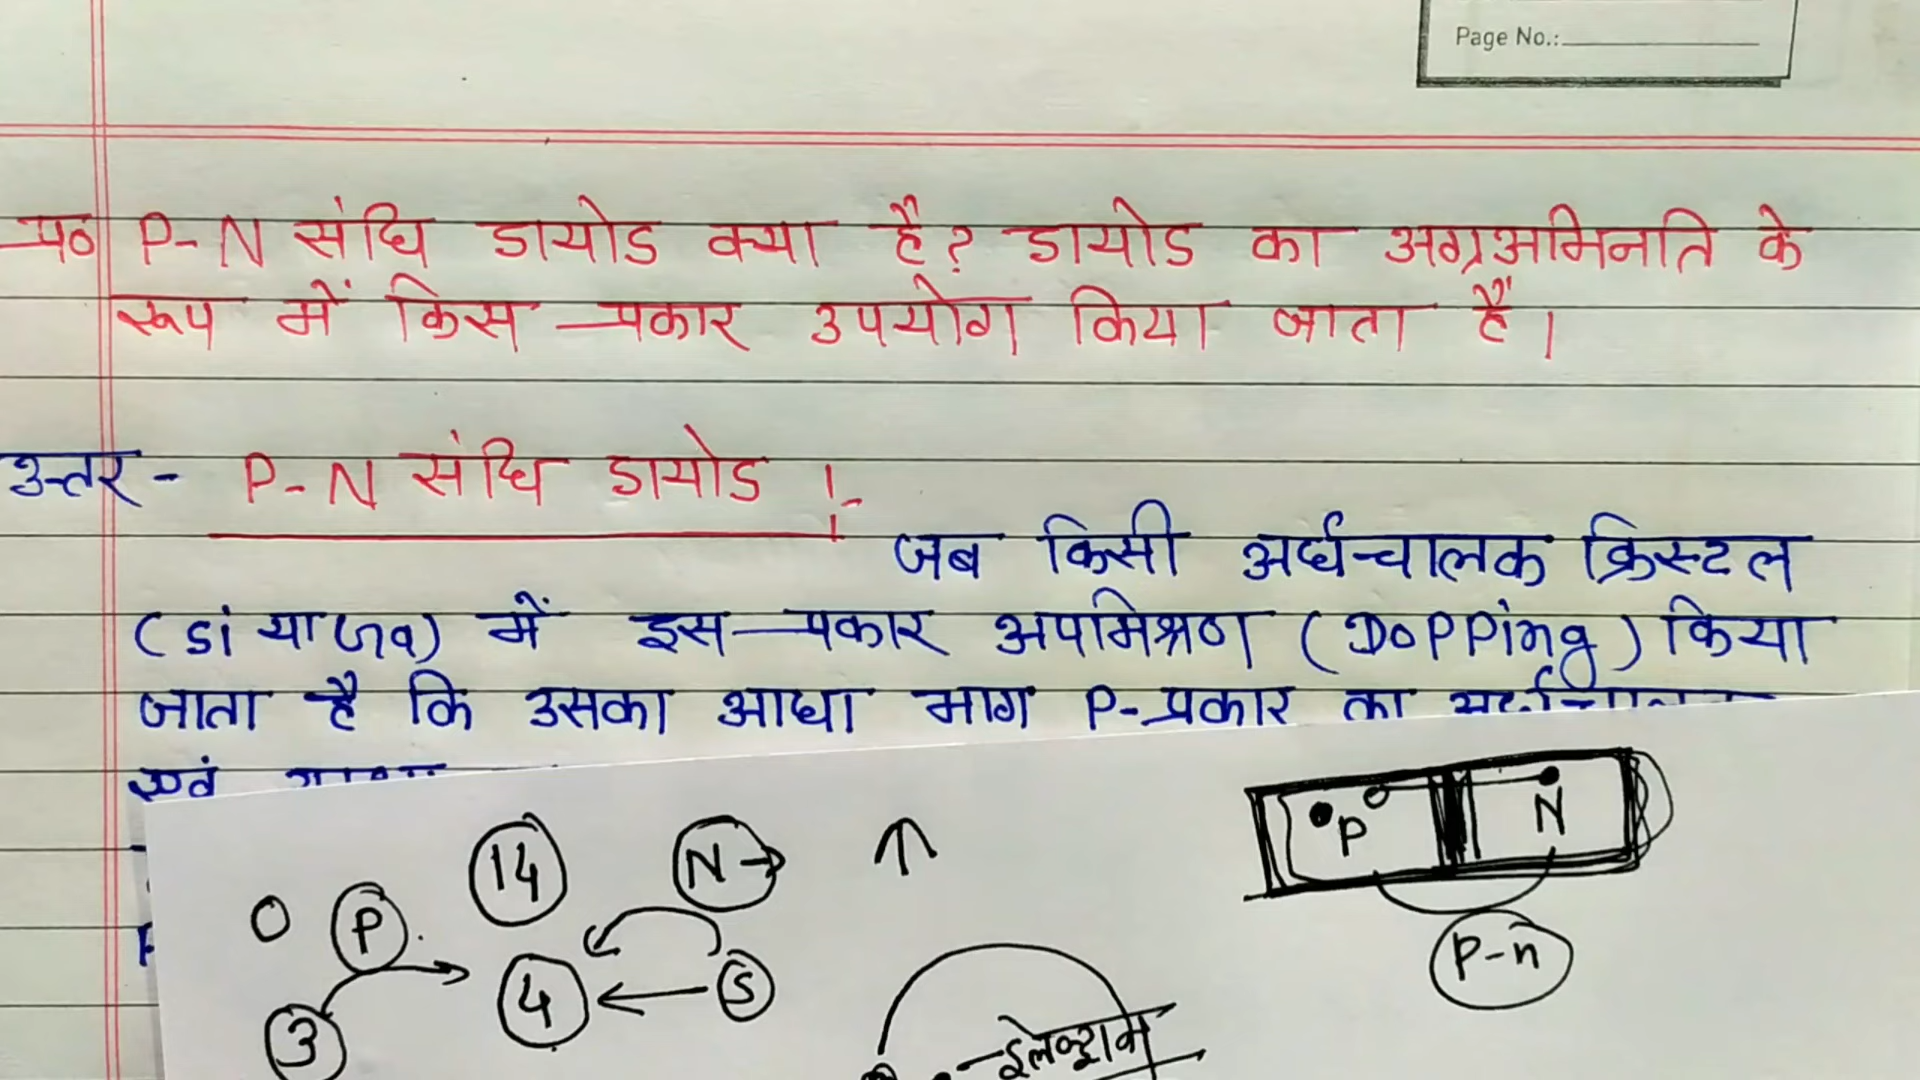 Page No.:
प्र० P-N संधि डायोड क्या है? डायोड का अग्रअभिनति के
रूप में किस प्रकार उपयोग किया जाता हैं।
उत्तर- P-N संधि डायोड !-
जब किसी अर्धचालक क्रिस्टल
(si या Ga) में इस प्रकार अपमिश्रण (Dopping) किया
जाता है कि उसका आधा भाग P-प्रकार का
एवं
P N
14 N→ ↑
O P
P-n
4 ← 5
3
-इलेक्ट्रान